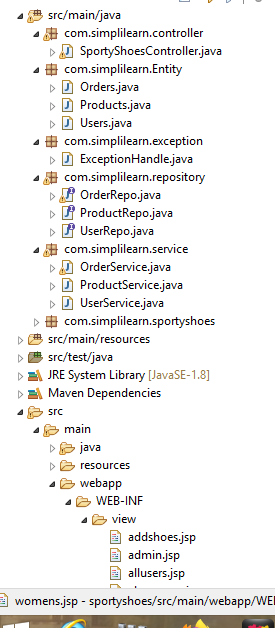 src/main/java
com.simplilearn.controller
SportyShoesController.java
com.simplilearn.Entity
Orders.java
Products.java
Users.java
com.simplilearn.exception
ExceptionHandle.java
com.simplilearn.repository
OrderRepo.java
ProductRepo.java
UserRepo.java
com.simplilearn.service
OrderService.java
ProductService.java
UserService.java
com.simplilearn.sportyshoes
src/main/resources
src/test/java
JRE System Library [JavaSE-1.8]
Maven Dependencies
src
main
java
resources
webapp
WEB-INF
view
addshoes.jsp
admin.jsp
allusers.jsp
womens.jsp - sportyshoes/src/main/webapp/WE